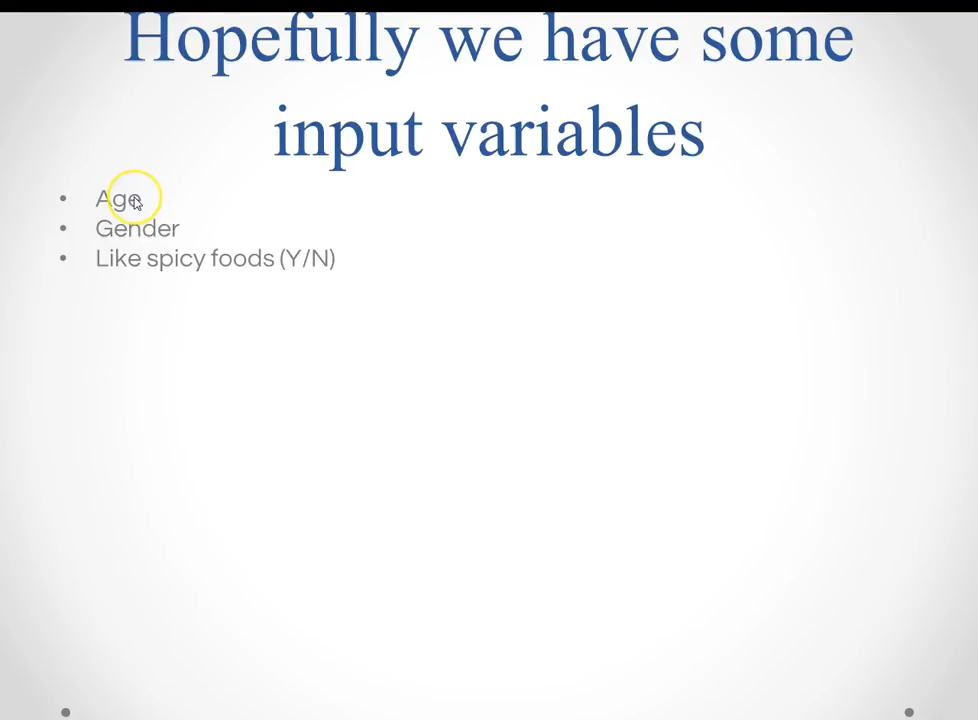 Hopefully we have some
input variables
• Age
• Gender
• Like spicy foods (Y/N)